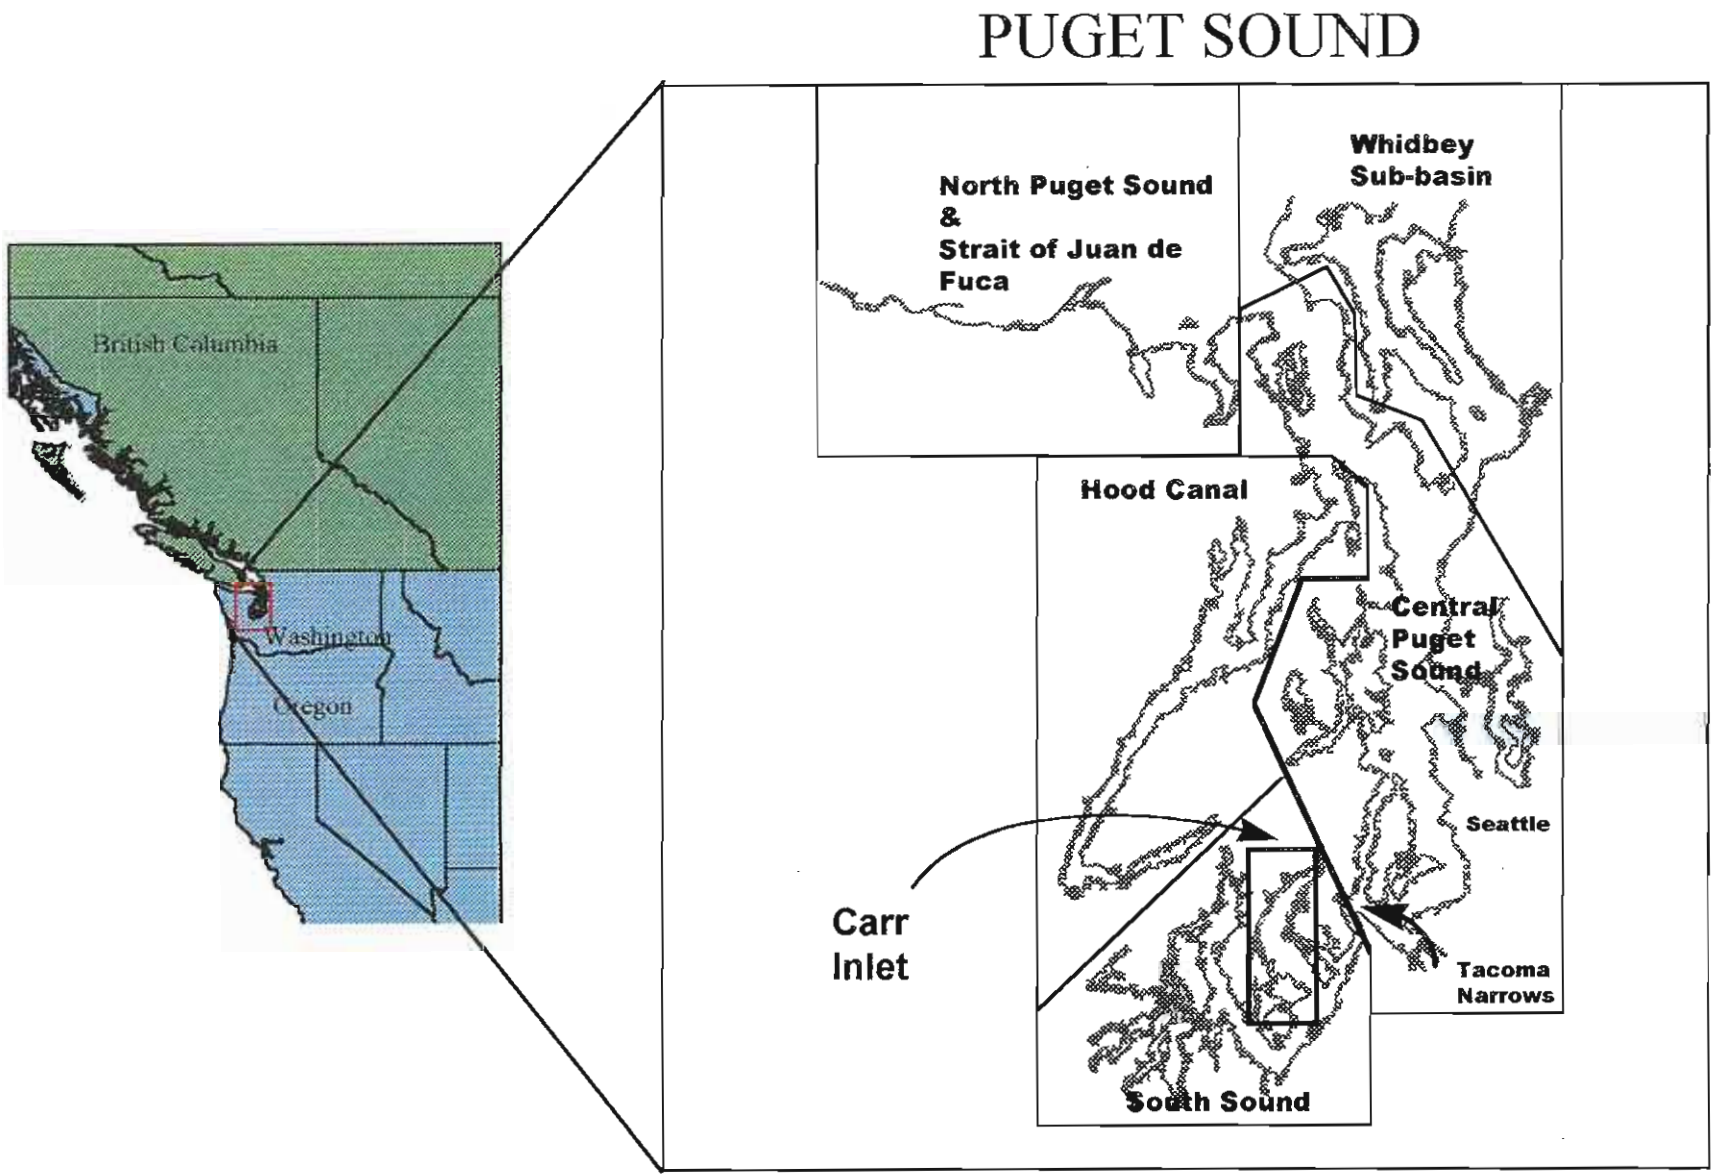 PUGET SOUND
British Columbia
Washington
Oregon
Whidbey
Sub-basin
North Puget Sound
&
Strait of Juan de
Fuca
Hood Canal
Central
Puget
Sound
Seattle
Carr
Inlet
Tacoma
Narrows
South Sound